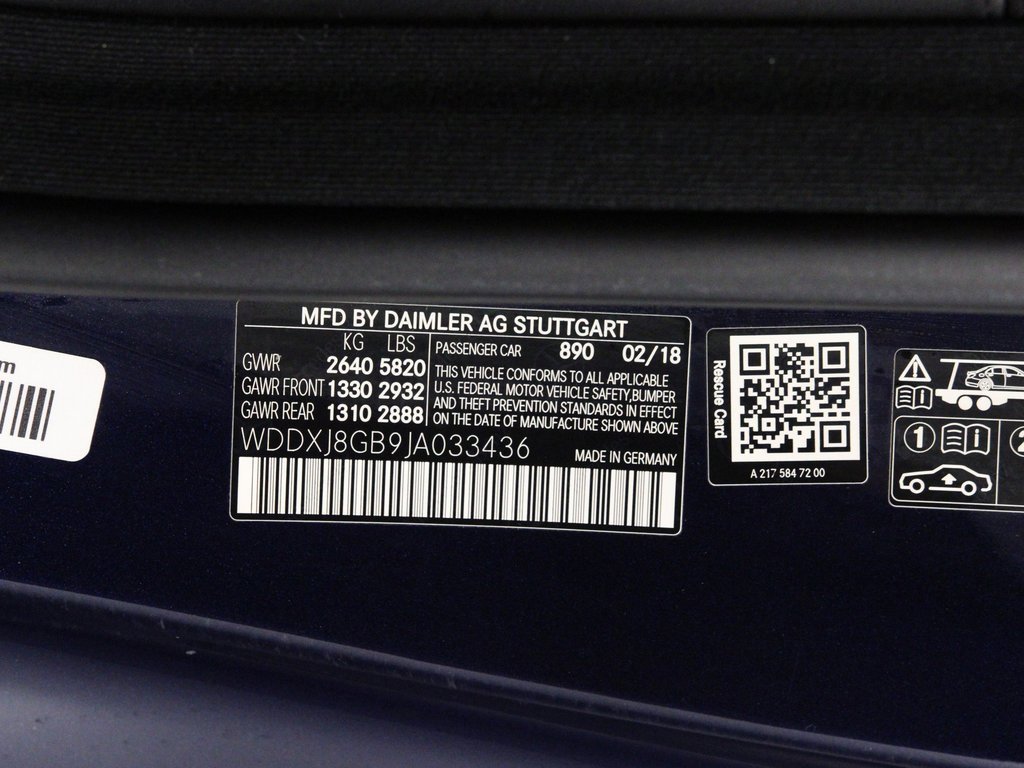 m
MFD BY DAIMLER AG STUTTGART
KG LBS
GVWR 2640 5820
GAWR FRONT 1330 2932
GAWR REAR 1310 2888
PASSENGER CAR 890 02/18
THIS VEHICLE CONFORMS TO ALL APPLICABLE
U.S. FEDERAL MOTOR VEHICLE SAFETY,BUMPER
AND THEFT PREVENTION STANDARDS IN EFFECT
ON THE DATE OF MANUFACTURE SHOWN ABOVE
WDDXJ8GB9JA033436
MADE IN GERMANY
Rescue Card
A 217 584 72 00
i
1
i
2